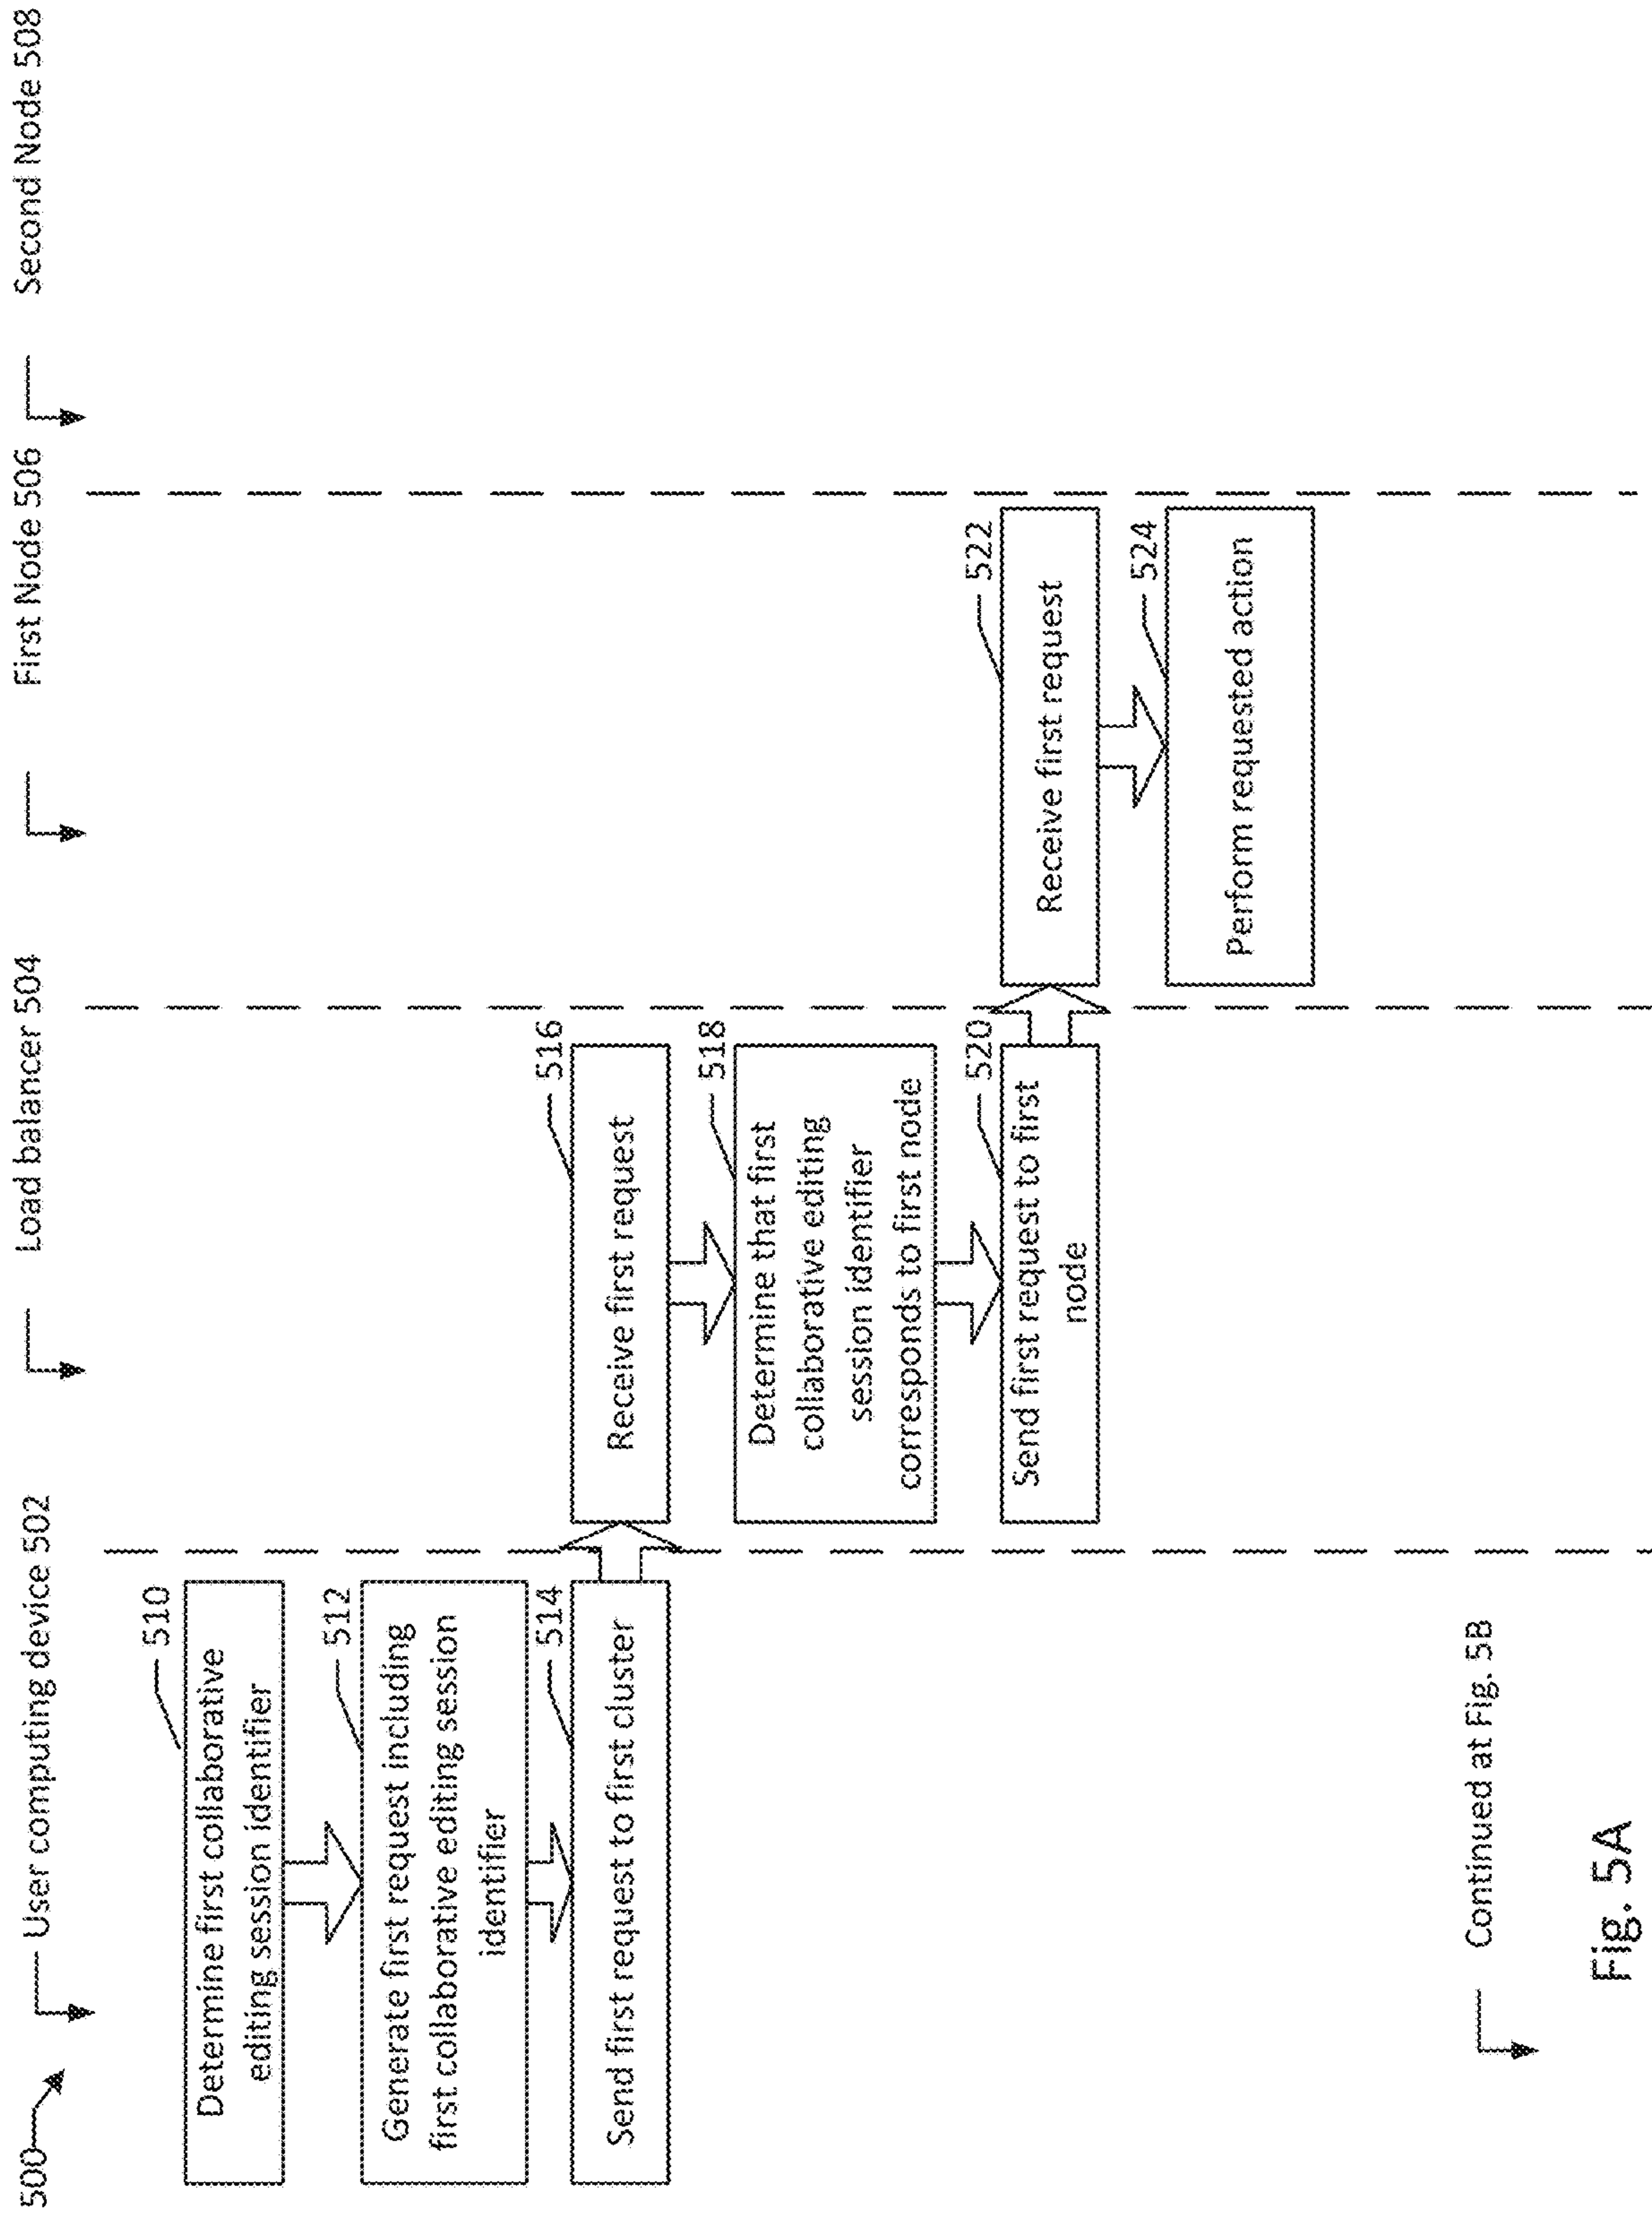 500
User computing device 502
Load balancer 504
First Node 506
Second Node 508
510
Determine first collaborative
editing session identifier
512
Generate first request including
first collaborative editing session
identifier
514
Send first request to first cluster
516
Receive first request
518
Determine that first
collaborative editing
session identifier
corresponds to first node
520
Send first request to first
node
522
Receive first request
524
Perform requested action
Continued at Fig. 5B
Fig. 5A